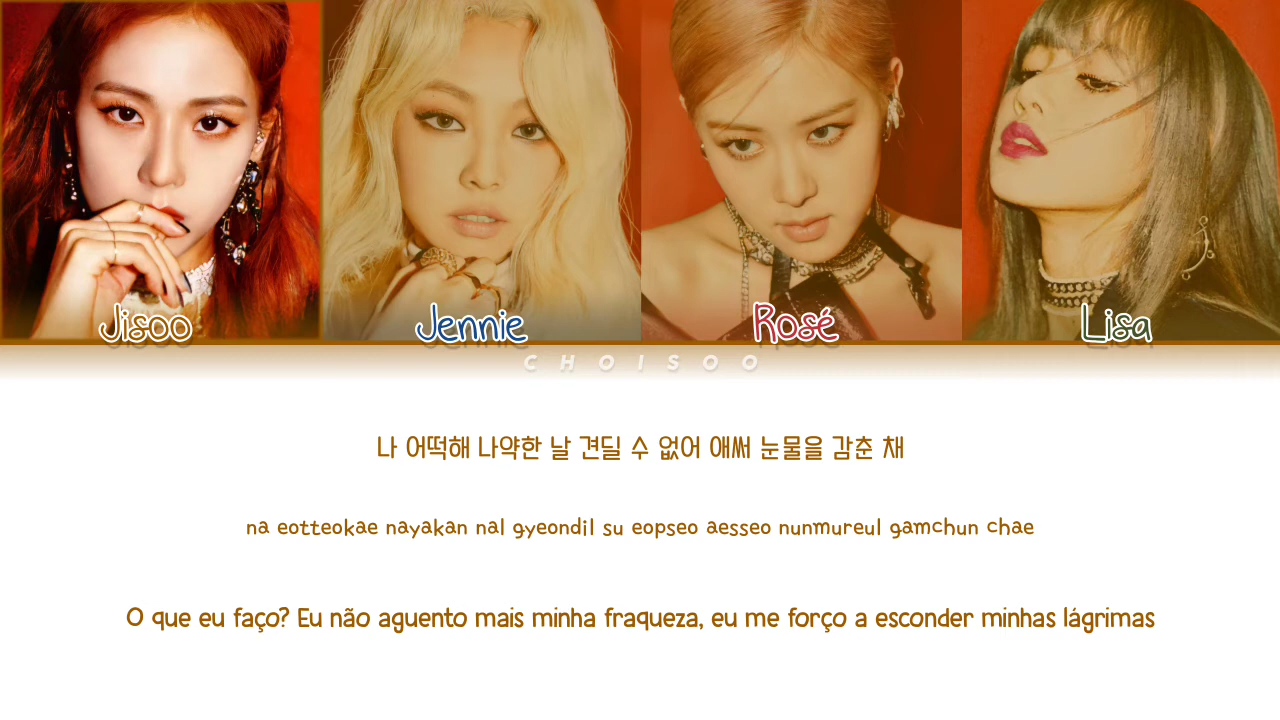 Jisoo Jennie Rosé Lisa
CHOISOO
나 어떡해 나약한 날 견딜 수 없어 애써 눈물을 감춘 채
na eotteokae nayakan nal gyeondil su eopseo aesseo nunmureul gamchun chae
O que eu faço? Eu não aguento mais minha fraqueza, eu me forço a esconder minhas lágrimas